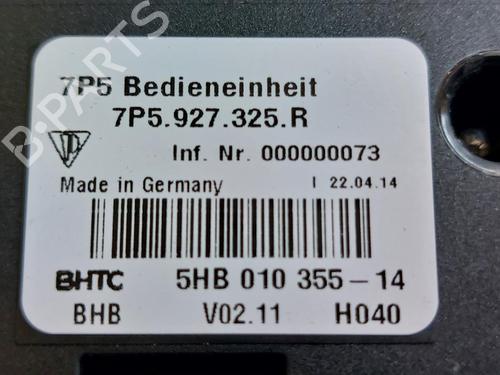 B-PARTS
7P5 Bedieneinheit
7P5.927.325.R
Inf. Nr. 000000073
Made in Germany I 22.04.14
BHTC 5HB 010 355-14
BHB V02.11 H040